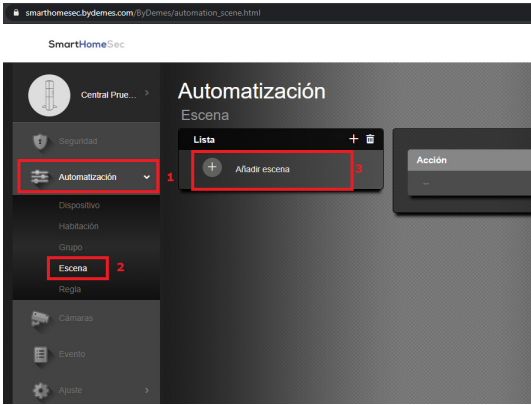 smarthomesec.bydemes.com/ByDemes/automation_scene.html
SmartHomeSec
Central Prue...
Automatización
Escena
Seguridad
Lista
Añadir escena
3
Acción
--
Automatización
1
Dispositivo
Habitación
Grupo
Escena
2
Regla
Cámaras
Evento
Ajuste